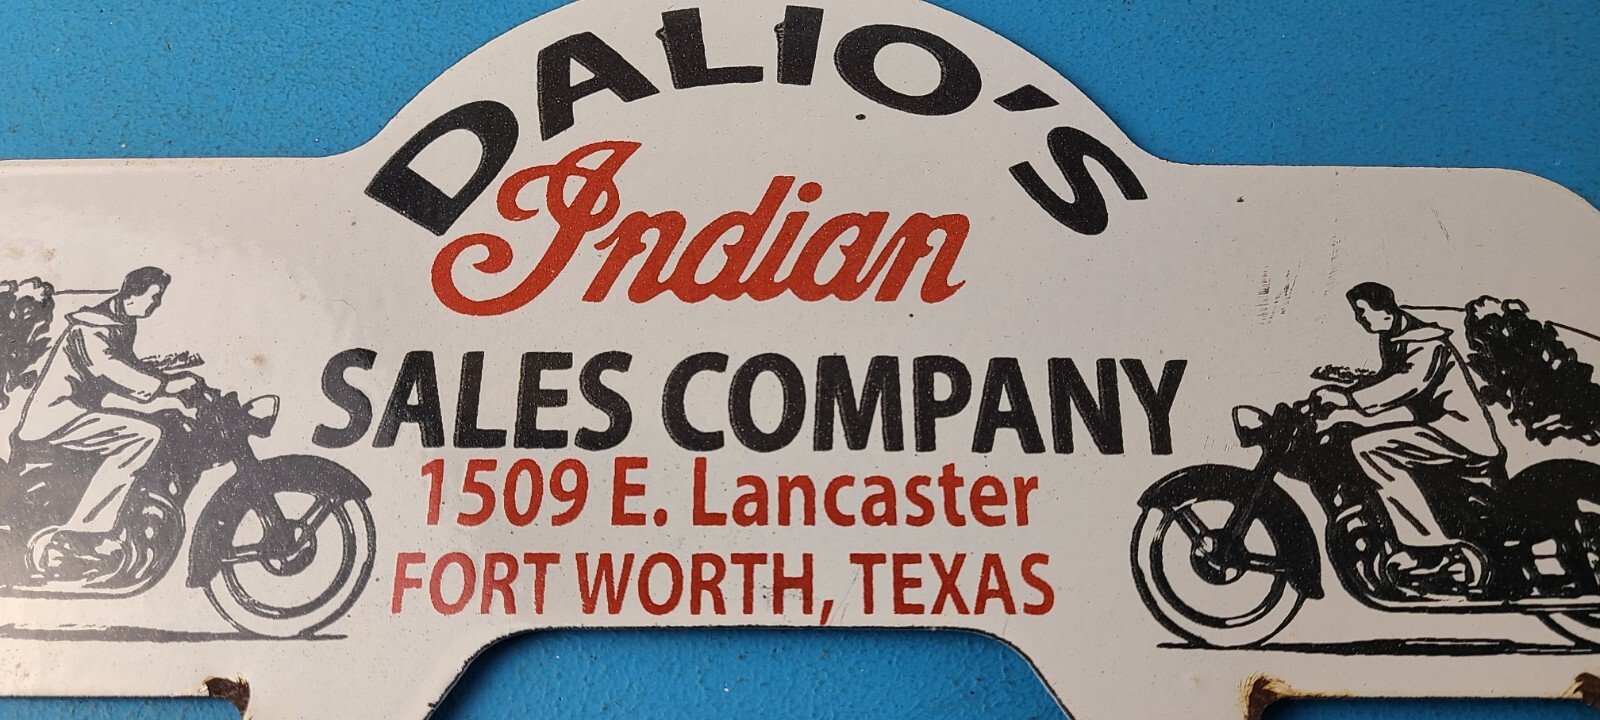 DALIO'S
Indian
SALES COMPANY
1509 E. Lancaster
FORT WORTH, TEXAS